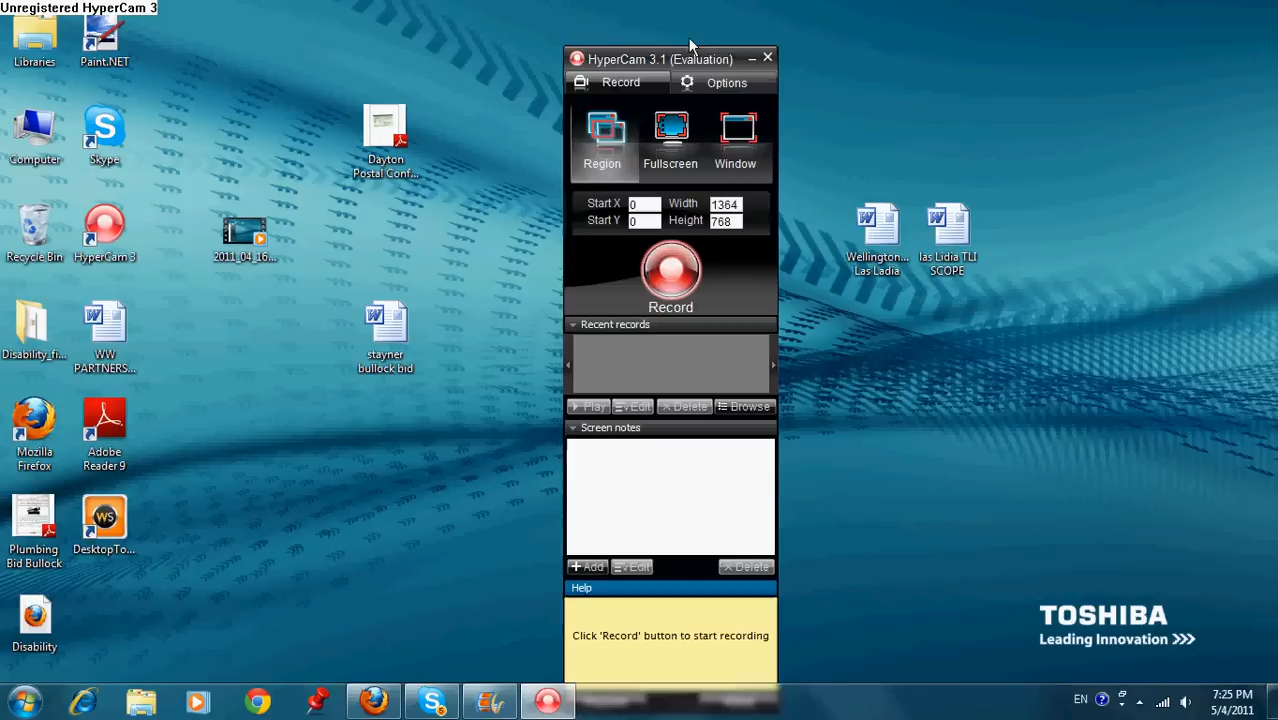 Unregistered HyperCam 3
Libraries
Paint.NET
Computer
Skype
Dayton
Postal Conf...
Recycle Bin
HyperCam 3
2011_04_16...
Disability_fi...
WW
PARTNERS...
stayner
bullock bid
Mozilla
Firefox
Adobe
Reader 9
Plumbing
Bid Bullock
WS
DesktopTo...
Disability
HyperCam 3.1 (Evaluation)
Record
Options
Region
Fullscreen
Window
Start X 0 Width 1364
Start Y 0 Height 768
Record
Recent records
Play Edit Delete Browse
Screen notes
Add Edit Delete
Help
Click 'Record' button to start recording
Wellington...
Las Ladia
las Lidia TLI
SCOPE
TOSHIBA
Leading Innovation >>>
EN
7:25 PM
5/4/2011